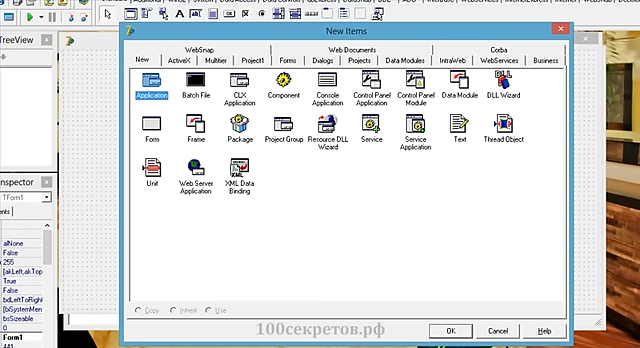 New Items
TreeView
WebSnap Web Documents Corba
New ActiveX Multitier Project1 Forms Dialogs Projects Data Modules IntraWeb WebServices Business
Application Batch File CLX Application Component Console Application Control Panel Application Control Panel Module Data Module DLL Wizard
Form Frame Package Project Group Resource DLL Wizard Service Service Application Text Thread Object
Unit Web Server Application XML Data Binding
Inspector
TForm1
alNone
False
255
[akLeft,akTop
True
False
bdLeftToRight
[biSystemMen
bsSizeable
0
Form1
441
Copy Inherit Use
100секретов.рф
OK Cancel Help